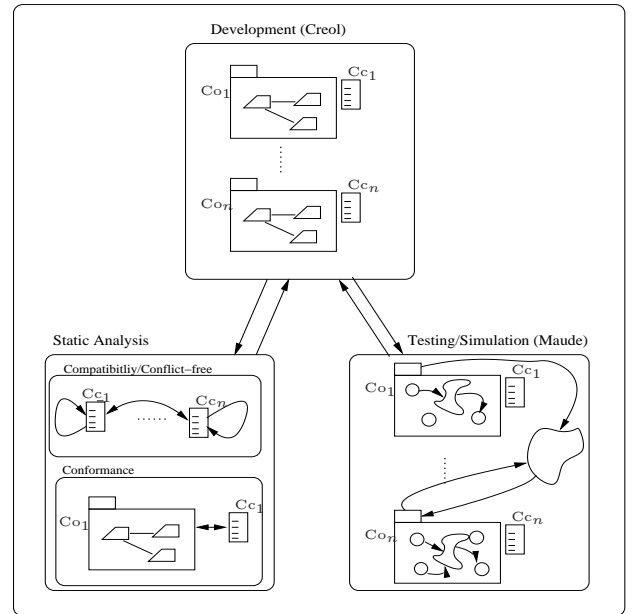 Development (Creol)
Co1
Cc1
Con
Ccn
Static Analysis
Compatibitliy/Conflict-free
Cc1
Ccn
Conformance
Co1
Cc1
Testing/Simulation (Maude)
Co1
Cc1
Con
Ccn